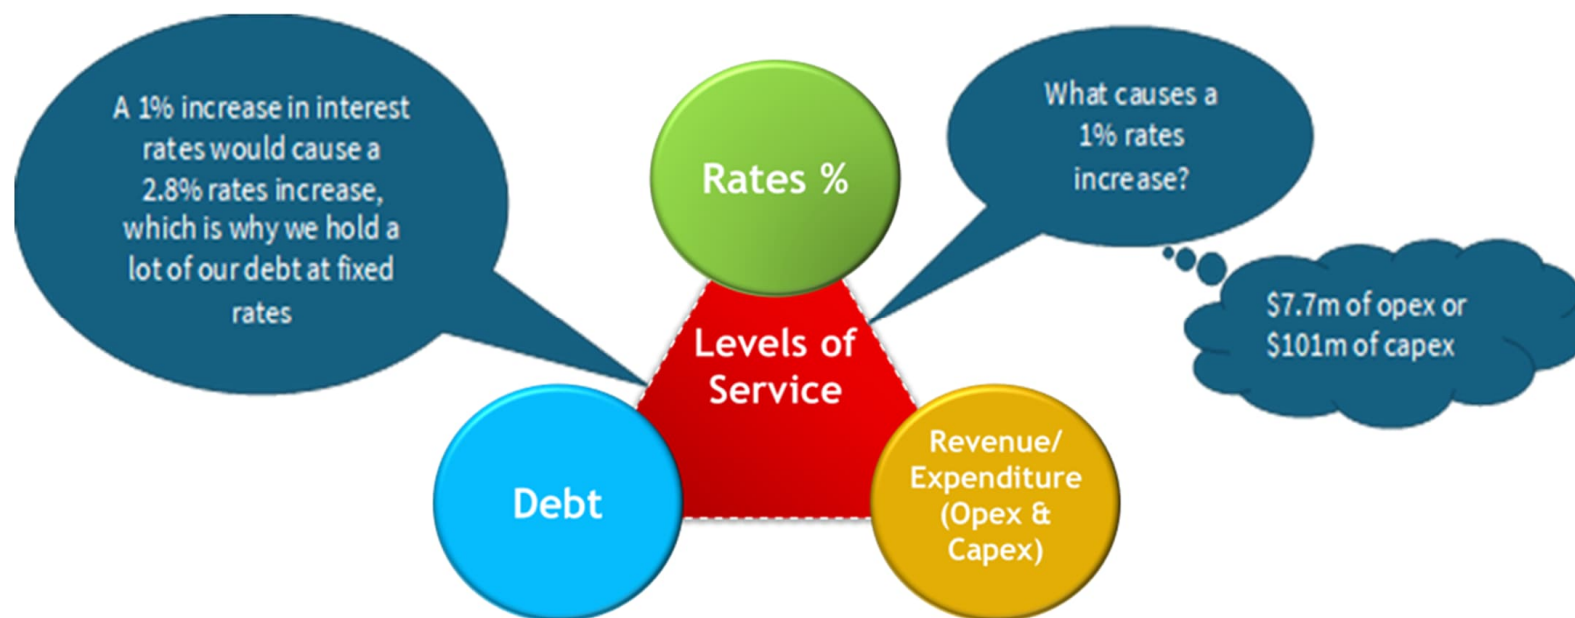 A 1% increase in interest
rates would cause a
2.8% rates increase,
which is why we hold a
lot of our debt at fixed
rates
Rates %
What causes a
1% rates
increase?
$7.7m of opex or
$101m of capex
Levels of
Service
Debt
Revenue/
Expenditure
(Opex &
Capex)